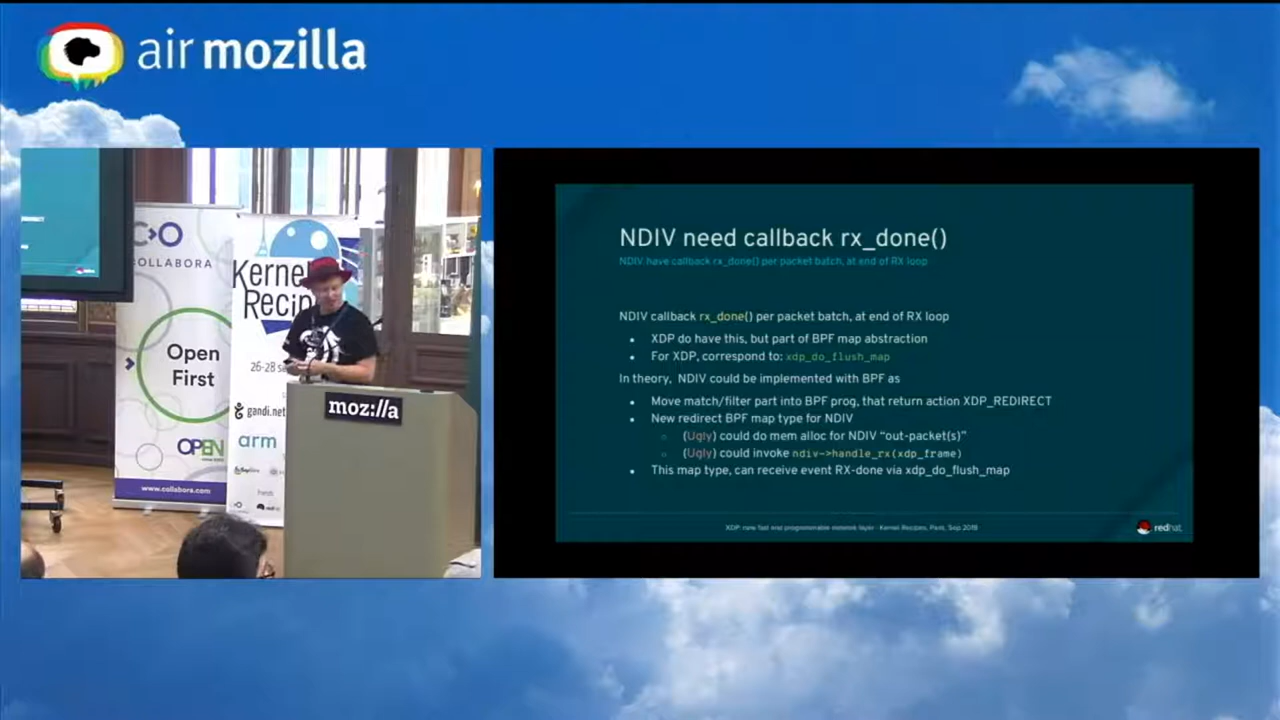 air mozilla
COLLABORA
Open
First
OPEN
www.collabora.com
Kernel
Recip
26-28 se
gandi.net
arm
moz://a
NDIV need callback rx_done()
NDIV have callback rx_done() per packet batch, at end of RX loop
NDIV callback rx_done() per packet batch, at end of RX loop
• XDP do have this, but part of BPF map abstraction
• For XDP, correspond to: xdp_do_flush_map
In theory, NDIV could be implemented with BPF as
• Move match/filter part into BPF prog, that return action XDP_REDIRECT
• New redirect BPF map type for NDIV
○ (Ugly) could do mem alloc for NDIV “out-packet(s)”
○ (Ugly) could invoke ndiv->handle_rx(xdp_frame)
• This map type, can receive event RX-done via xdp_do_flush_map
XDP: new fast and programmable network layer - Kernel Recipes, Paris, Sep 2018
redhat